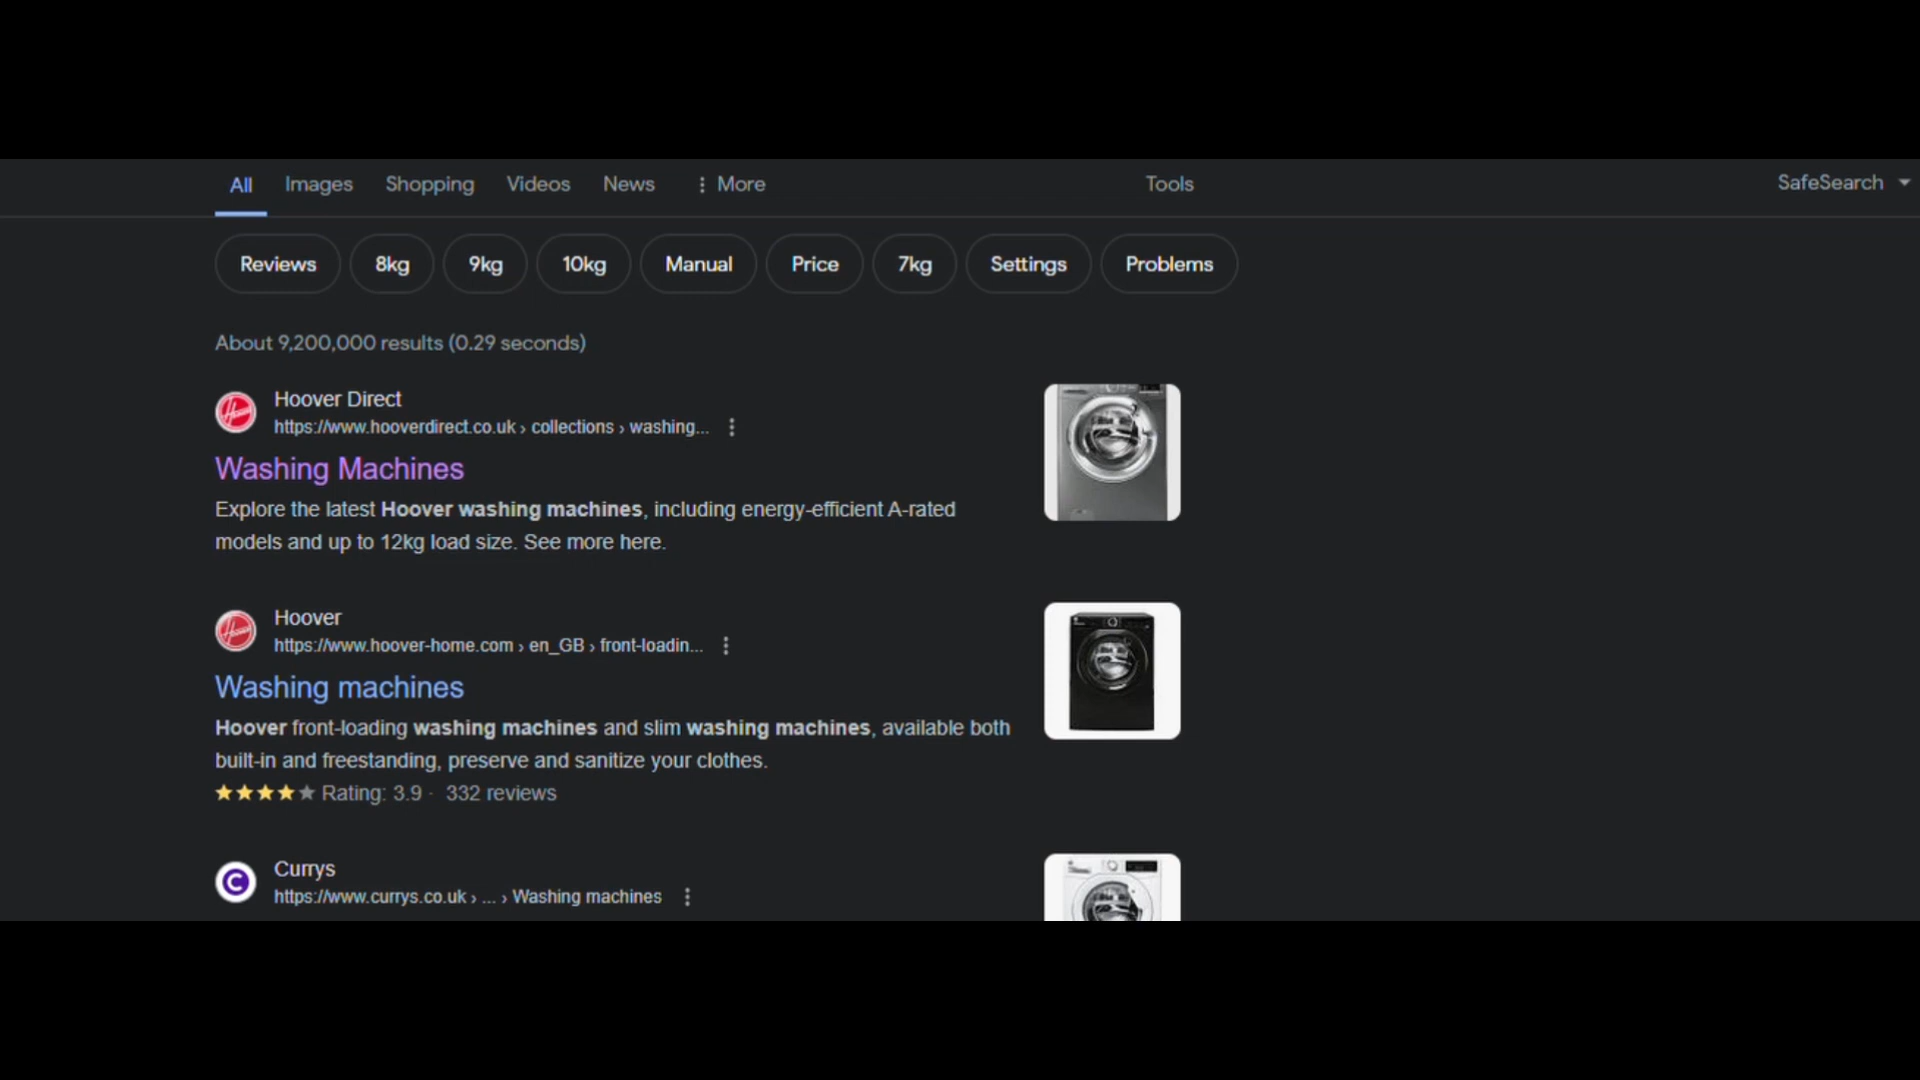 All Images Shopping Videos News More Tools SafeSearch
Reviews 8kg 9kg 10kg Manual Price 7kg Settings Problems
About 9,200,000 results (0.29 seconds)
Hoover Direct
https://www.hooverdirect.co.uk › collections › washing...
Washing Machines
Explore the latest Hoover washing machines, including energy-efficient A-rated
models and up to 12kg load size. See more here.
Hoover
https://www.hoover-home.com › en_GB › front-loadin...
Washing machines
Hoover front-loading washing machines and slim washing machines, available both
built-in and freestanding, preserve and sanitize your clothes.
Rating: 3.9 · 332 reviews
Currys
https://www.currys.co.uk › ... › Washing machines